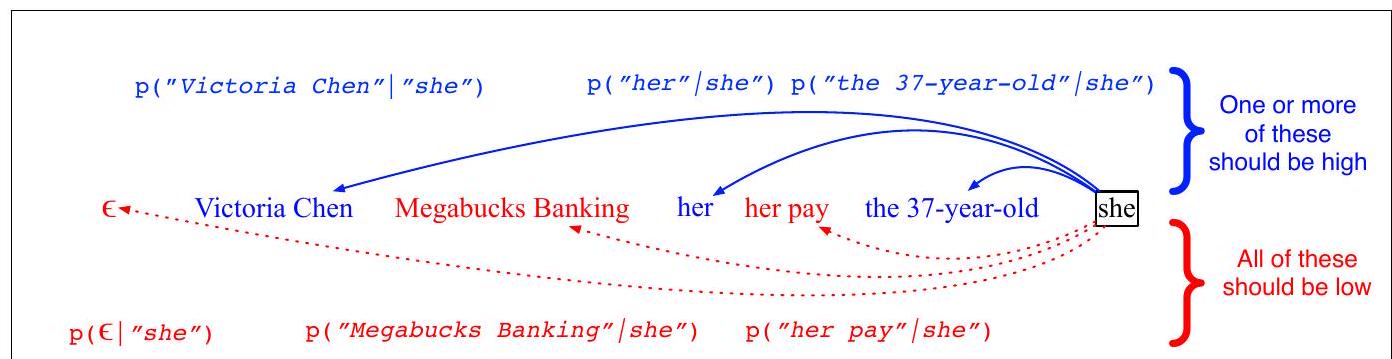 p("Victoria Chen"|"she") p("her"|she") p("the 37-year-old"|she")
One or more
of these
should be high
ϵ Victoria Chen Megabucks Banking her her pay the 37-year-old she
All of these
should be low
p(ϵ|"she") p("Megabucks Banking"|she") p("her pay"|she")